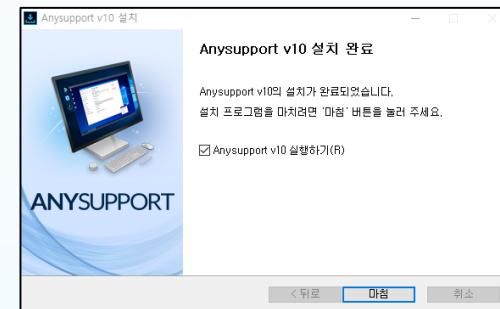 Anysupport v10 설치
Anysupport v10 설치 완료
Anysupport v10의 설치가 완료되었습니다.
설치 프로그램을 마치려면 '마침' 버튼을 눌러 주세요.
Anysupport v10 실행하기(R)
ANYSUPPORT
< 뒤로
마침
취소